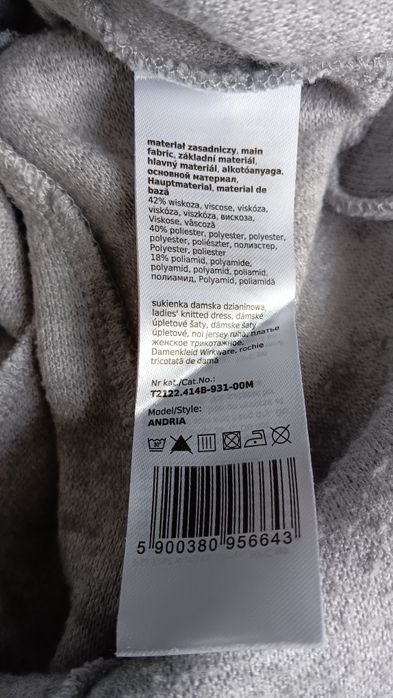 materiał zasadniczy, main
fabric, základní materiál,
hlavný materiál, alkotóanyaga,
основной материал,
Hauptmaterial, material de
bază
42% wiskoza, viscose, viskóza,
viskóza, viszkóza, вискоза,
Viskose, vâscoză
40% poliester, polyester, polyester,
polyester, poliészter, полиэстер,
Polyester, poliester
18% poliamid, polyamide,
polyamid, polyamid, poliamid,
полиамид, Polyamid, poliamidă
sukienka damska dzianinowa,
ladies' knitted dress, dámské
úpletové šaty, dámske šaty
úpletové, noi jersey ruha, платье
женское трикотажное,
Damenkleid Wirkware, rochie
tricotată de damă
Nr kat./Cat.No.:
T2122.414B-931-00M
Model/Style:
ANDRIA
30°
5 900380 956643